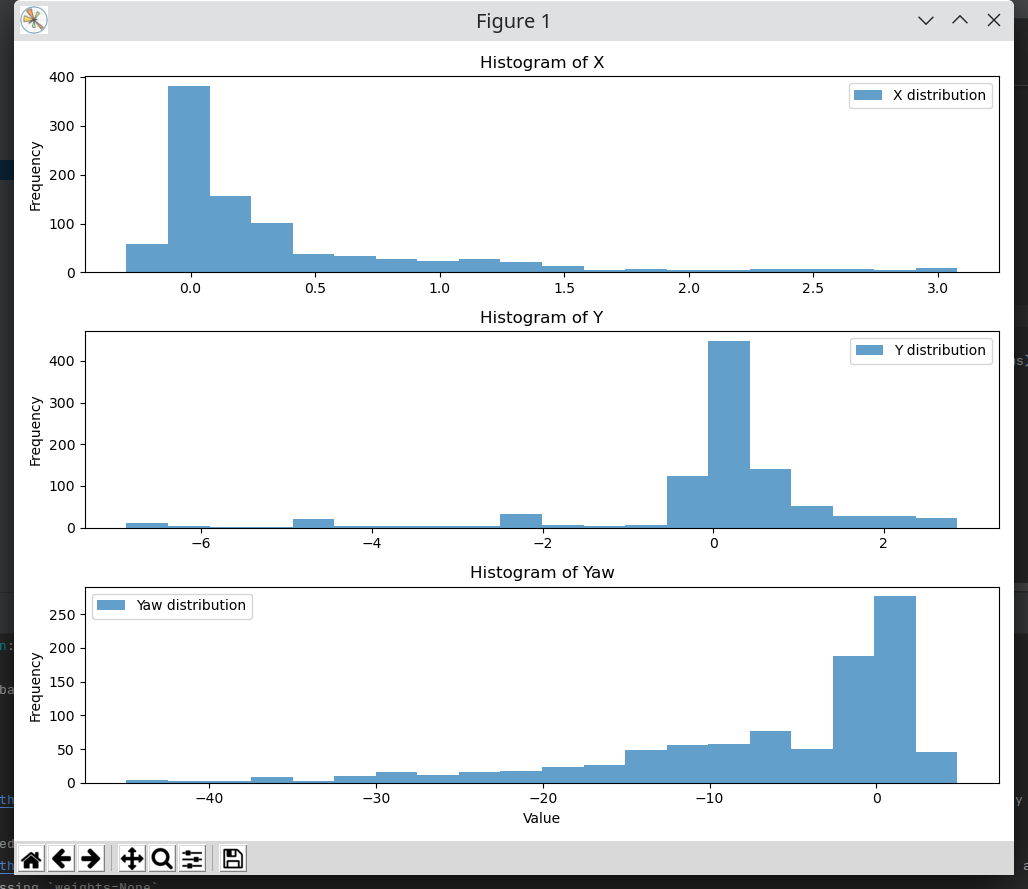 Figure 1
Histogram of X
X distribution
Frequency
400
300
200
100
0
0.0 0.5 1.0 1.5 2.0 2.5 3.0
Histogram of Y
Y distribution
Frequency
400
300
200
100
0
−6 −4 −2 0 2
Histogram of Yaw
Yaw distribution
Frequency
250
200
150
100
50
0
−40 −30 −20 −10 0
Value